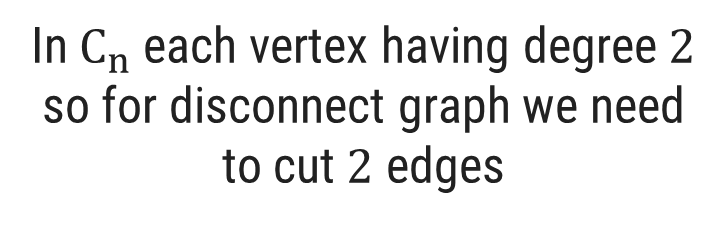 In Cₙ each vertex having degree 2
so for disconnect graph we need
to cut 2 edges